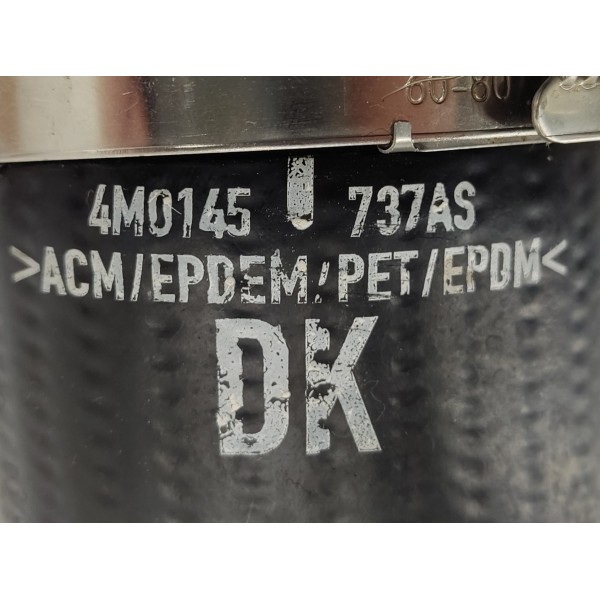 60-80
4M0145 737AS
>ACM/EPDEM/PET/EPDM<
DK